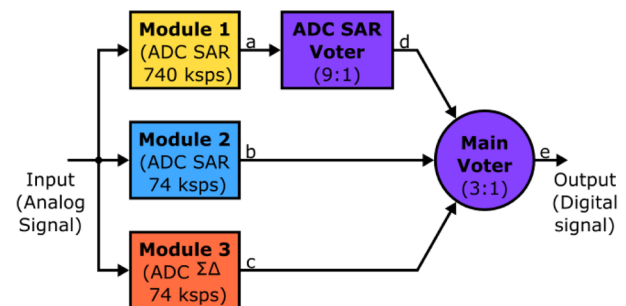 Module 1
(ADC SAR
740 ksps)
a
ADC SAR
Voter
(9:1)
d
Module 2
(ADC SAR
74 ksps)
b
Main
Voter
(3:1)
e
Input
(Analog
Signal)
Output
(Digital
signal)
Module 3
(ADC ΣΔ
74 ksps)
c